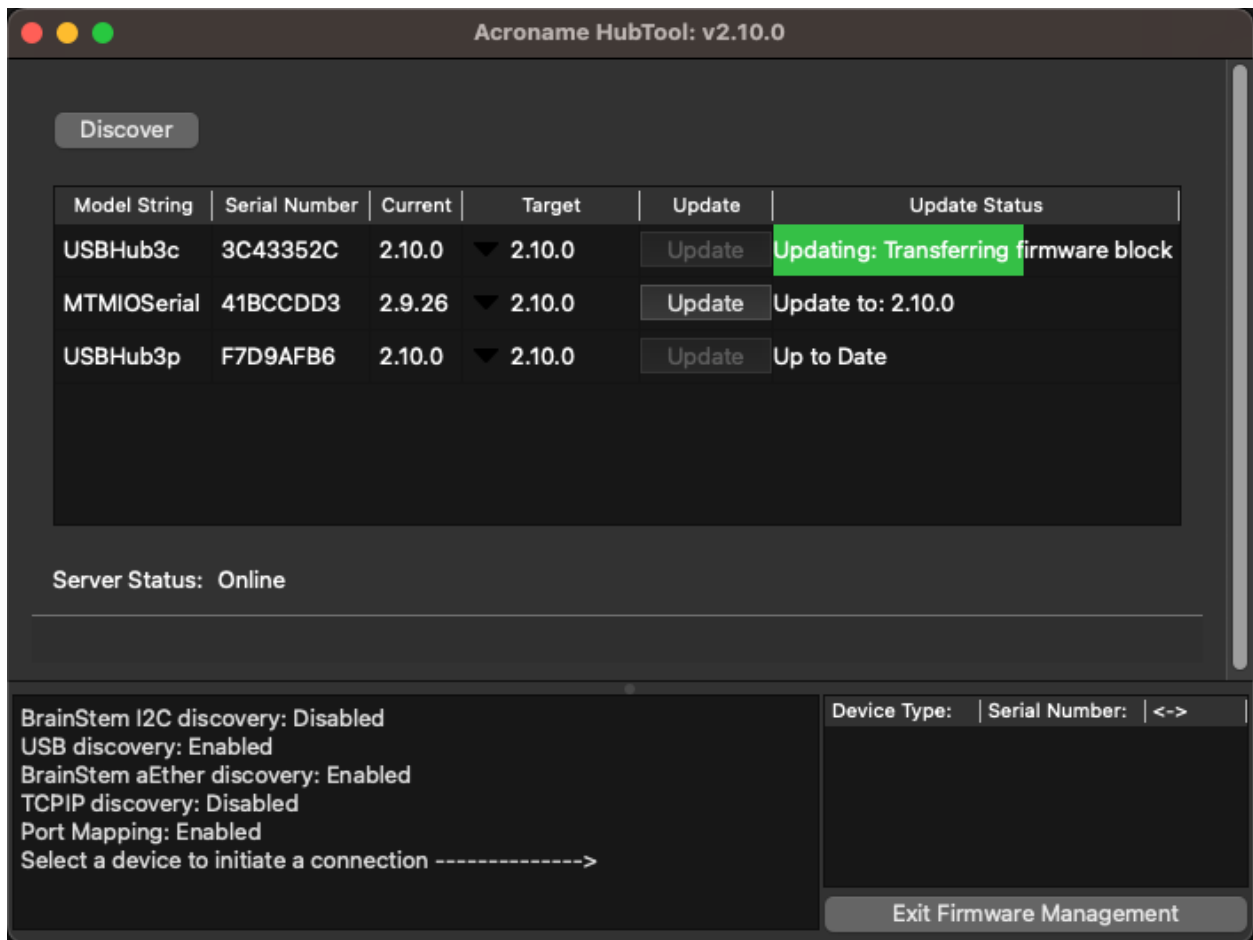 Acroname HubTool: v2.10.0
Discover
Model String Serial Number Current Target Update Update Status
USBHub3c 3C43352C 2.10.0 2.10.0 Update Updating: Transferring firmware block
MTMIOSerial 41BCCDD3 2.9.26 2.10.0 Update Update to: 2.10.0
USBHub3p F7D9AFB6 2.10.0 2.10.0 Update Up to Date
Server Status: Online
BrainStem I2C discovery: Disabled
USB discovery: Enabled
BrainStem aEther discovery: Enabled
TCPIP discovery: Disabled
Port Mapping: Enabled
Select a device to initiate a connection -------------->
Device Type: Serial Number: <->
Exit Firmware Management